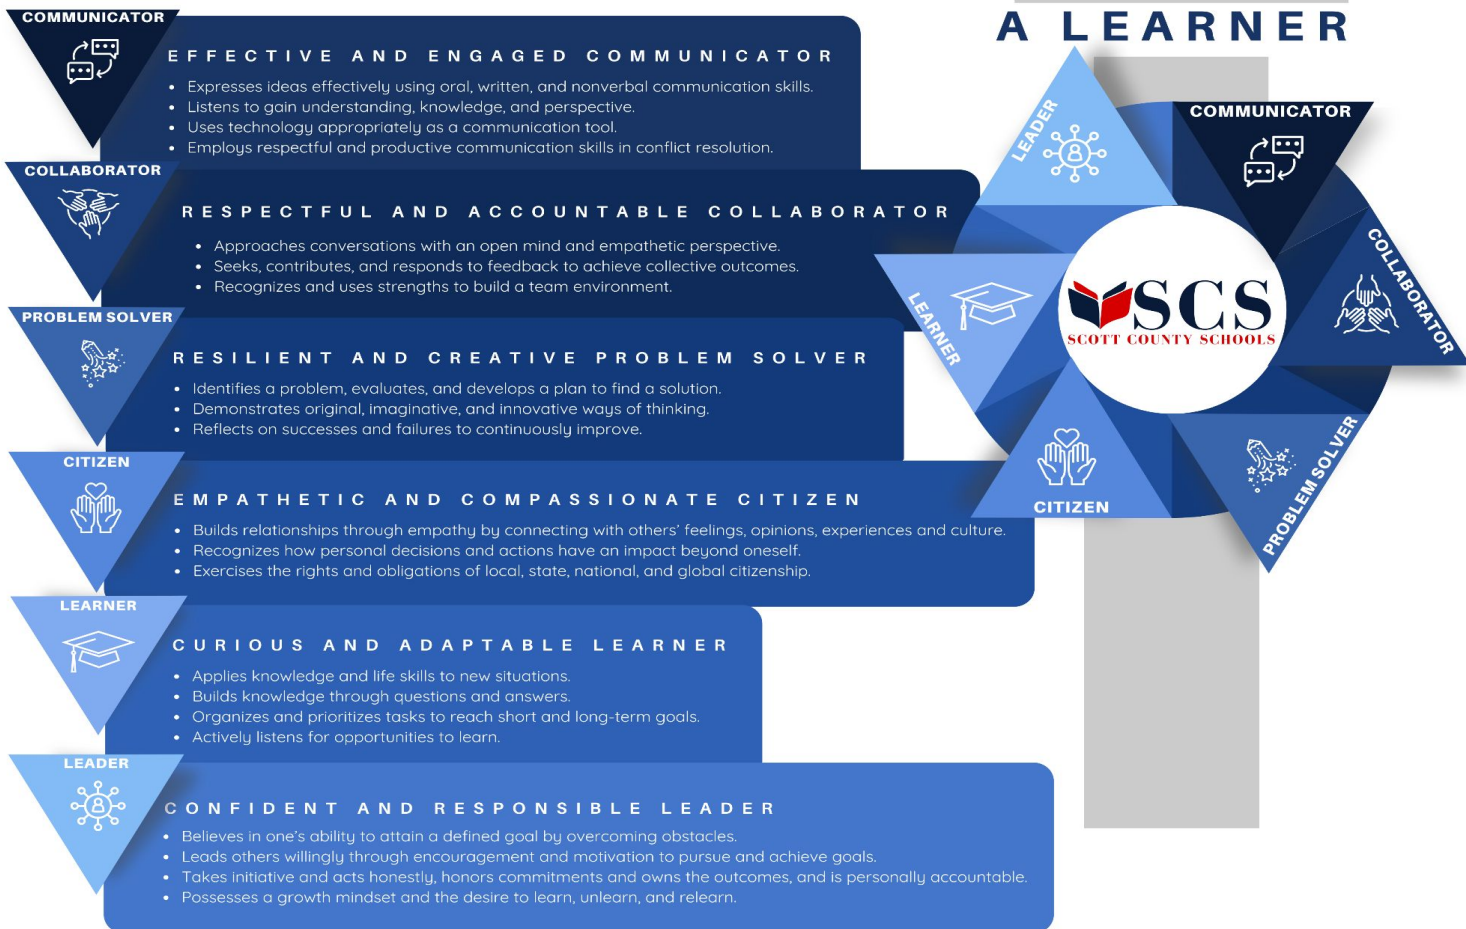 COMMUNICATOR
EFFECTIVE AND ENGAGED COMMUNICATOR
• Expresses ideas effectively using oral, written, and nonverbal communication skills.
• Listens to gain understanding, knowledge, and perspective.
• Uses technology appropriately as a communication tool.
• Employs respectful and productive communication skills in conflict resolution.
COLLABORATOR
RESPECTFUL AND ACCOUNTABLE COLLABORATOR
• Approaches conversations with an open mind and empathetic perspective.
• Seeks, contributes, and responds to feedback to achieve collective outcomes.
• Recognizes and uses strengths to build a team environment.
PROBLEM SOLVER
RESILIENT AND CREATIVE PROBLEM SOLVER
• Identifies a problem, evaluates, and develops a plan to find a solution.
• Demonstrates original, imaginative, and innovative ways of thinking.
• Reflects on successes and failures to continuously improve.
CITIZEN
EMPATHETIC AND COMPASSIONATE CITIZEN
• Builds relationships through empathy by connecting with others' feelings, opinions, experiences and culture.
• Recognizes how personal decisions and actions have an impact beyond oneself.
• Exercises the rights and obligations of local, state, national, and global citizenship.
LEARNER
CURIOUS AND ADAPTABLE LEARNER
• Applies knowledge and life skills to new situations.
• Builds knowledge through questions and answers.
• Organizes and prioritizes tasks to reach short and long-term goals.
• Actively listens for opportunities to learn.
LEADER
CONFIDENT AND RESPONSIBLE LEADER
• Believes in one's ability to attain a defined goal by overcoming obstacles.
• Leads others willingly through encouragement and motivation to pursue and achieve goals.
• Takes initiative and acts honestly, honors commitments and owns the outcomes, and is personally accountable.
• Possesses a growth mindset and the desire to learn, unlearn, and relearn.
A LEARNER
LEADER
COMMUNICATOR
COLLABORATOR
PROBLEM SOLVER
CITIZEN
LEARNER
SCS
SCOTT COUNTY SCHOOLS